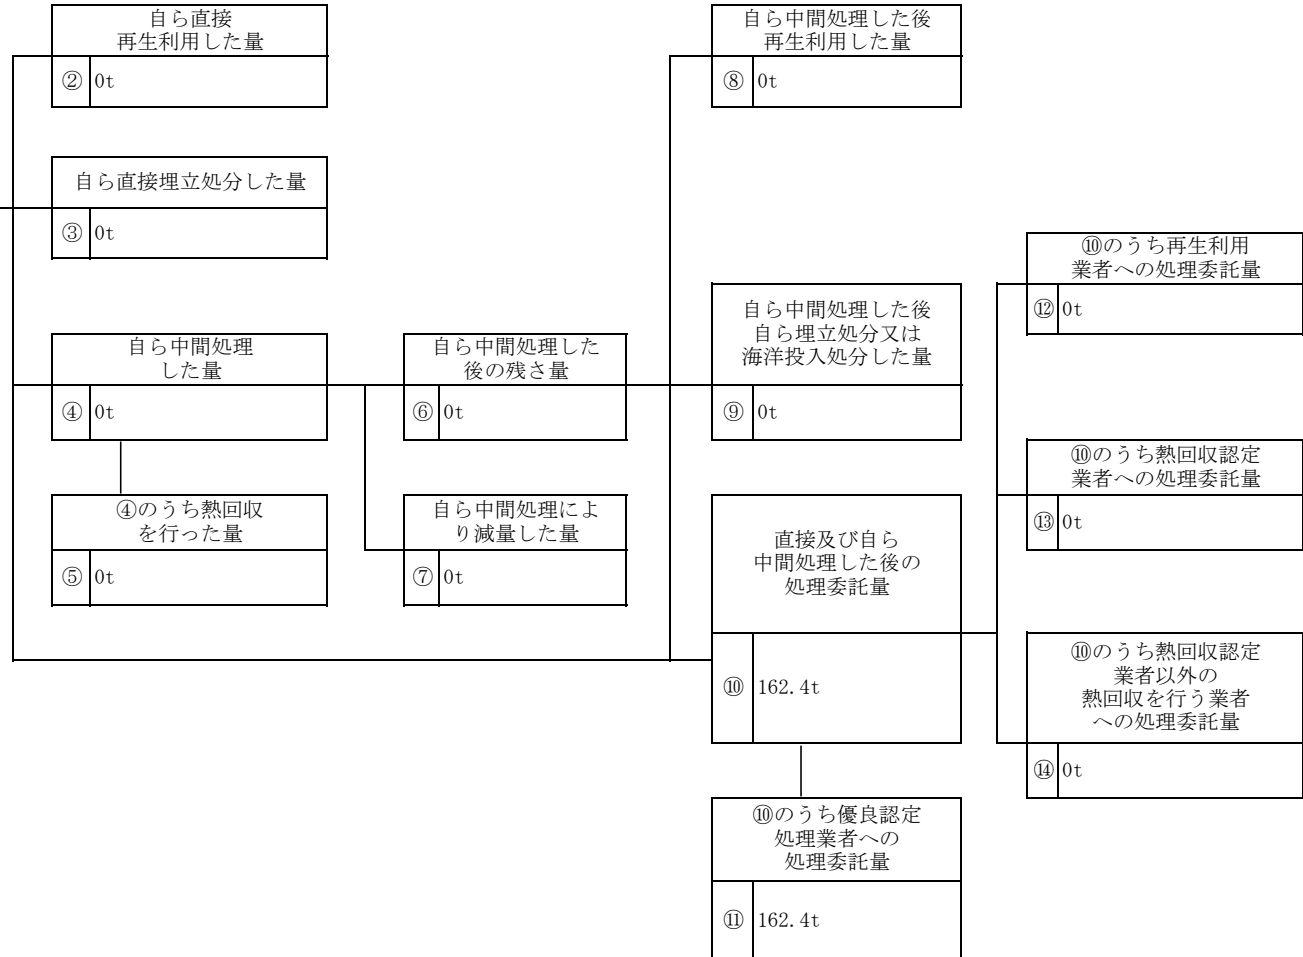 自ら直接
再生利用した量
② 0t
自ら中間処理した後
再生利用した量
⑧ 0t
自ら直接埋立処分した量
③ 0t
⑩のうち再生利用
業者への処理委託量
⑫ 0t
自ら中間処理
した量
④ 0t
自ら中間処理した
後の残さ量
⑥ 0t
自ら中間処理した後
自ら埋立処分又は
海洋投入処分した量
⑨ 0t
⑩のうち熱回収認定
業者への処理委託量
⑬ 0t
④のうち熱回収
を行った量
⑤ 0t
自ら中間処理によ
り減量した量
⑦ 0t
直接及び自ら
中間処理した後の
処理委託量
⑩ 162.4t
⑩のうち熱回収認定
業者以外の
熱回収を行う業者
への処理委託量
⑭ 0t
⑩のうち優良認定
処理業者への
処理委託量
⑪ 162.4t